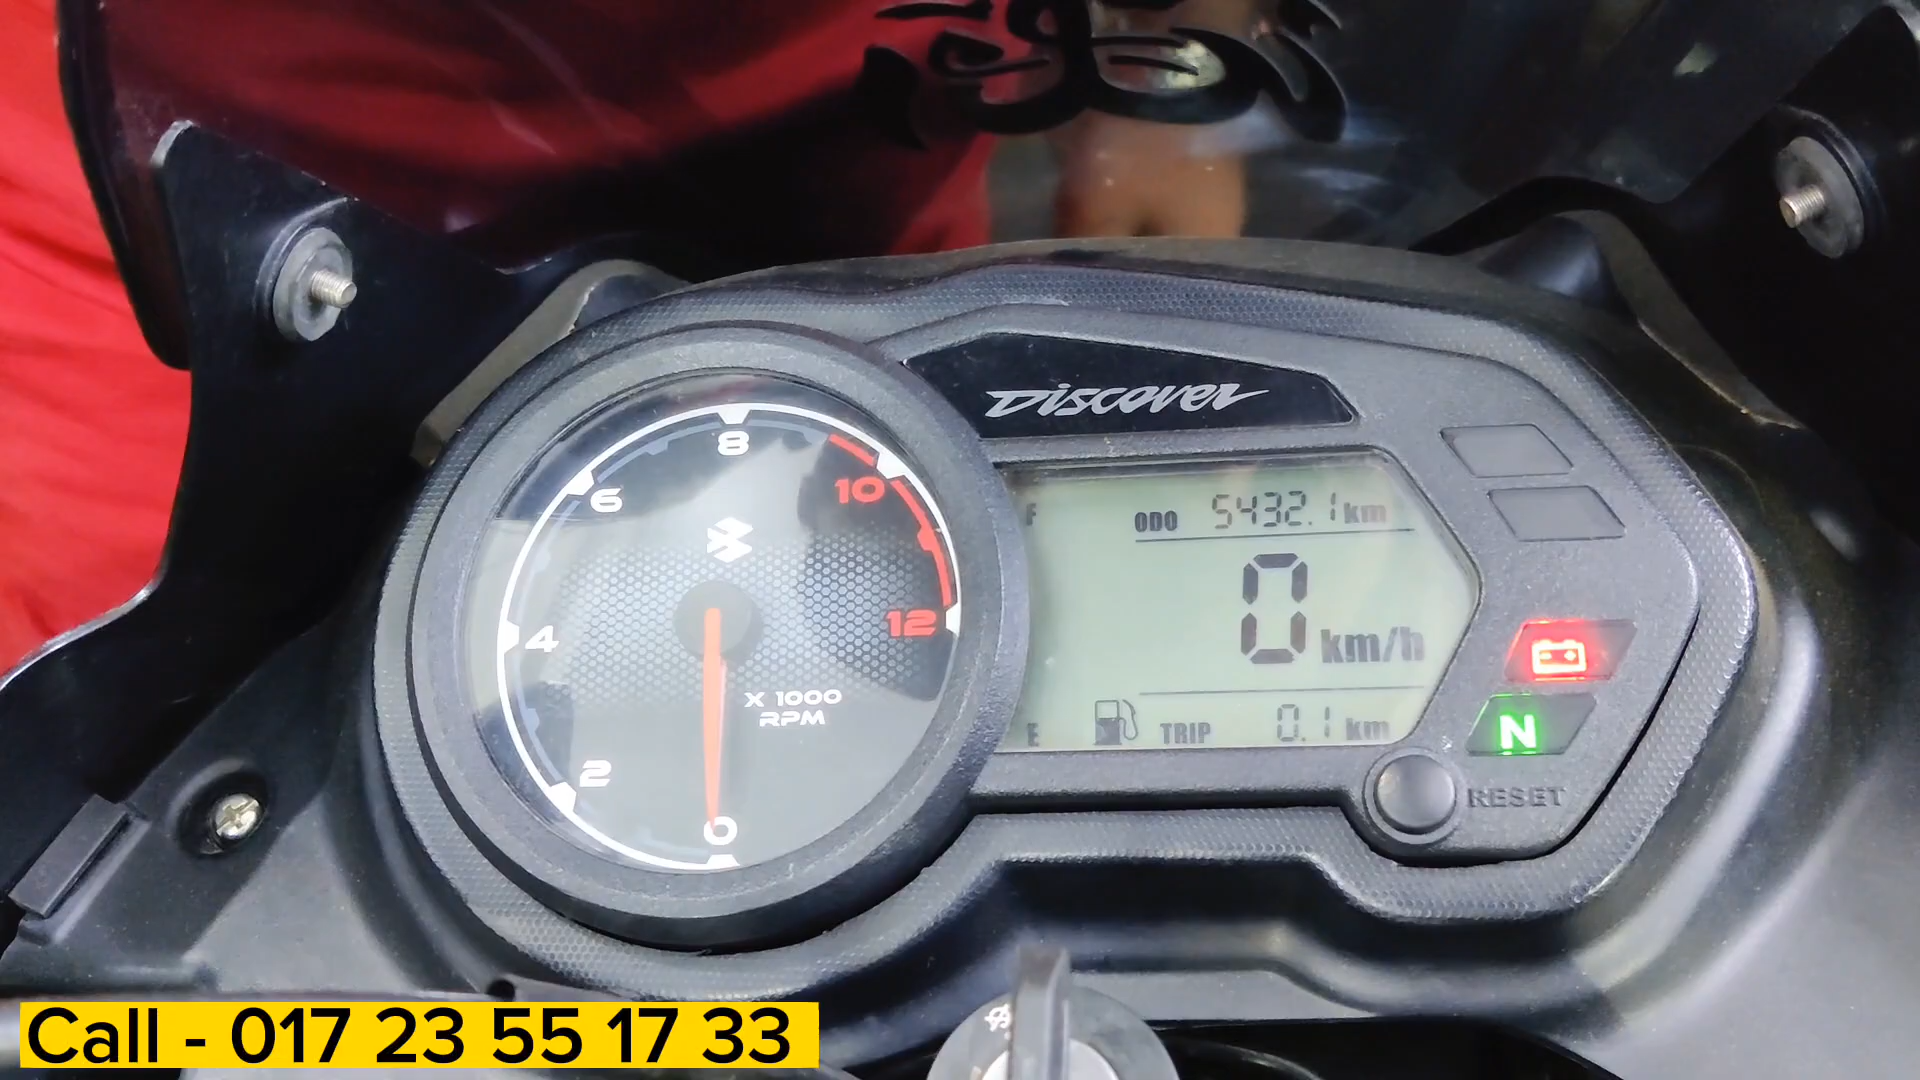 Discover
8
6
10
F
ODO 5432.1 km
0 km/h
4
12
X 1000
RPM
E
TRIP 0.1 km
N
2
0
RESET
Call - 017 23 55 17 33